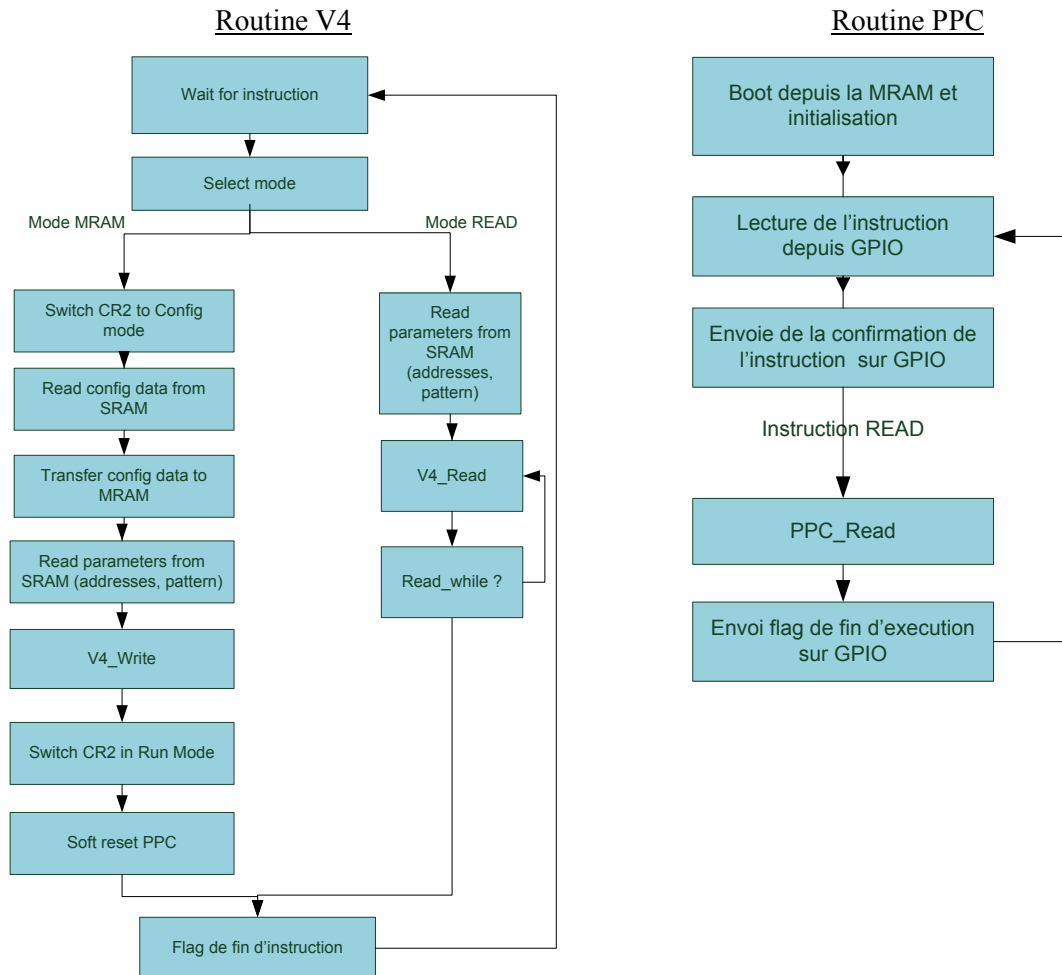 Routine V4
Wait for instruction
Select mode
Mode MRAM
Mode READ
Switch CR2 to Config
mode
Read config data from
SRAM
Transfer config data to
MRAM
Read parameters from
SRAM (addresses, pattern)
V4_Write
Switch CR2 in Run Mode
Soft reset PPC
Read
parameters from
SRAM
(addresses,
pattern)
V4_Read
Read_while ?
Flag de fin d'instruction
Routine PPC
Boot depuis la MRAM et
initialisation
Lecture de l'instruction
depuis GPIO
Envoie de la confirmation de
l'instruction sur GPIO
Instruction READ
PPC_Read
Envoi flag de fin d'execution
sur GPIO